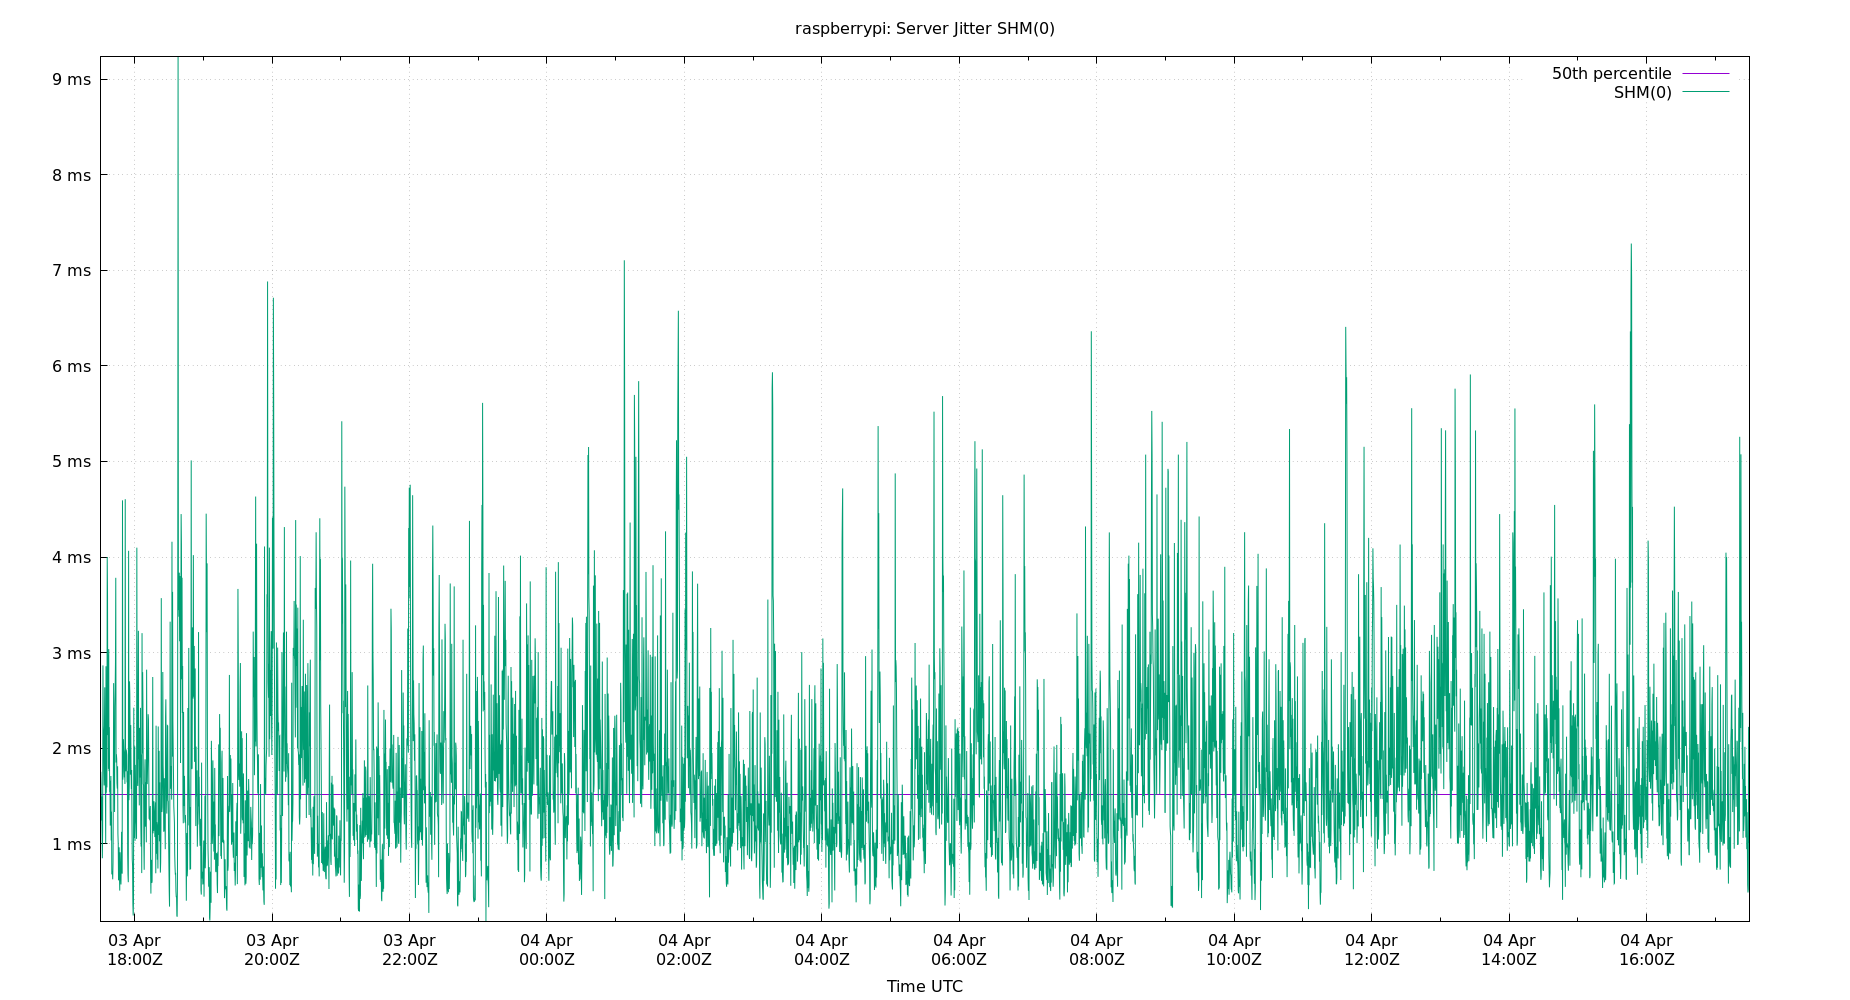 raspberrypi: Server Jitter SHM(0)
50th percentile
SHM(0)
9 ms
8 ms
7 ms
6 ms
5 ms
4 ms
3 ms
2 ms
1 ms
03 Apr 03 Apr 03 Apr 04 Apr 04 Apr 04 Apr 04 Apr 04 Apr 04 Apr 04 Apr 04 Apr 04 Apr
18:00Z 20:00Z 22:00Z 00:00Z 02:00Z 04:00Z 06:00Z 08:00Z 10:00Z 12:00Z 14:00Z 16:00Z
Time UTC